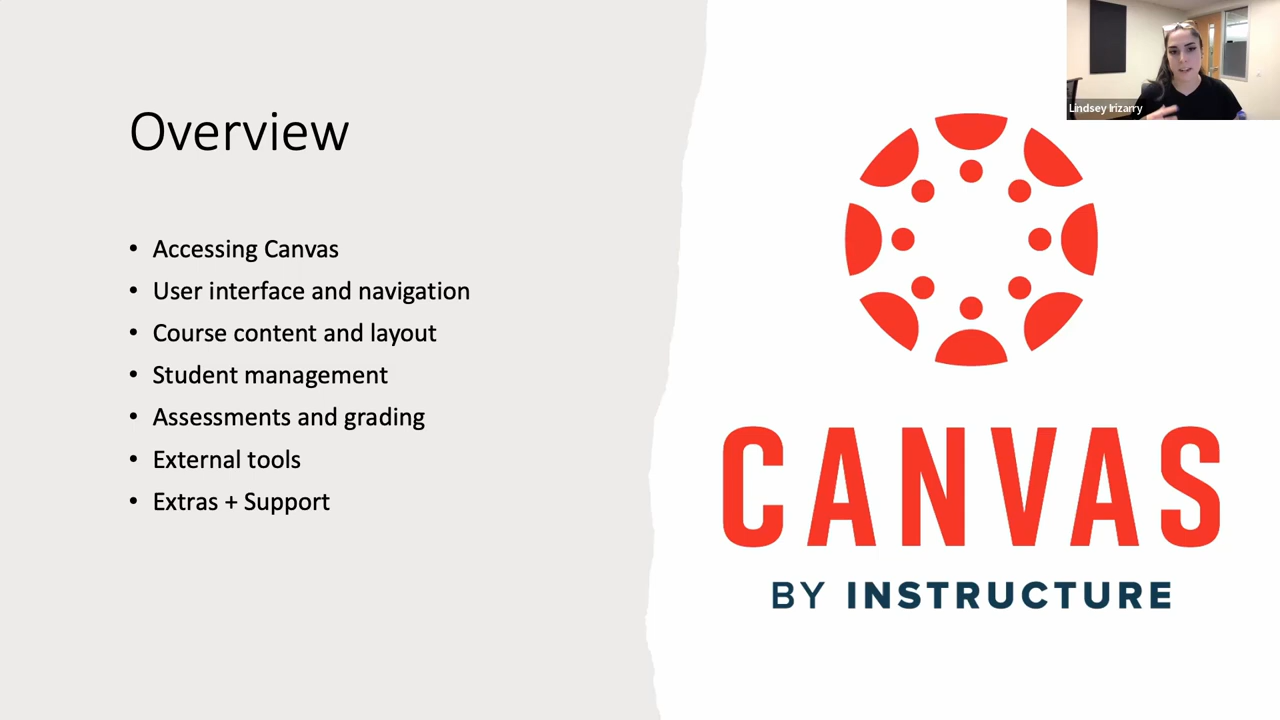 Overview
• Accessing Canvas
• User interface and navigation
• Course content and layout
• Student management
• Assessments and grading
• External tools
• Extras + Support
Lindsey Irizarry
CANVAS
BY INSTRUCTURE